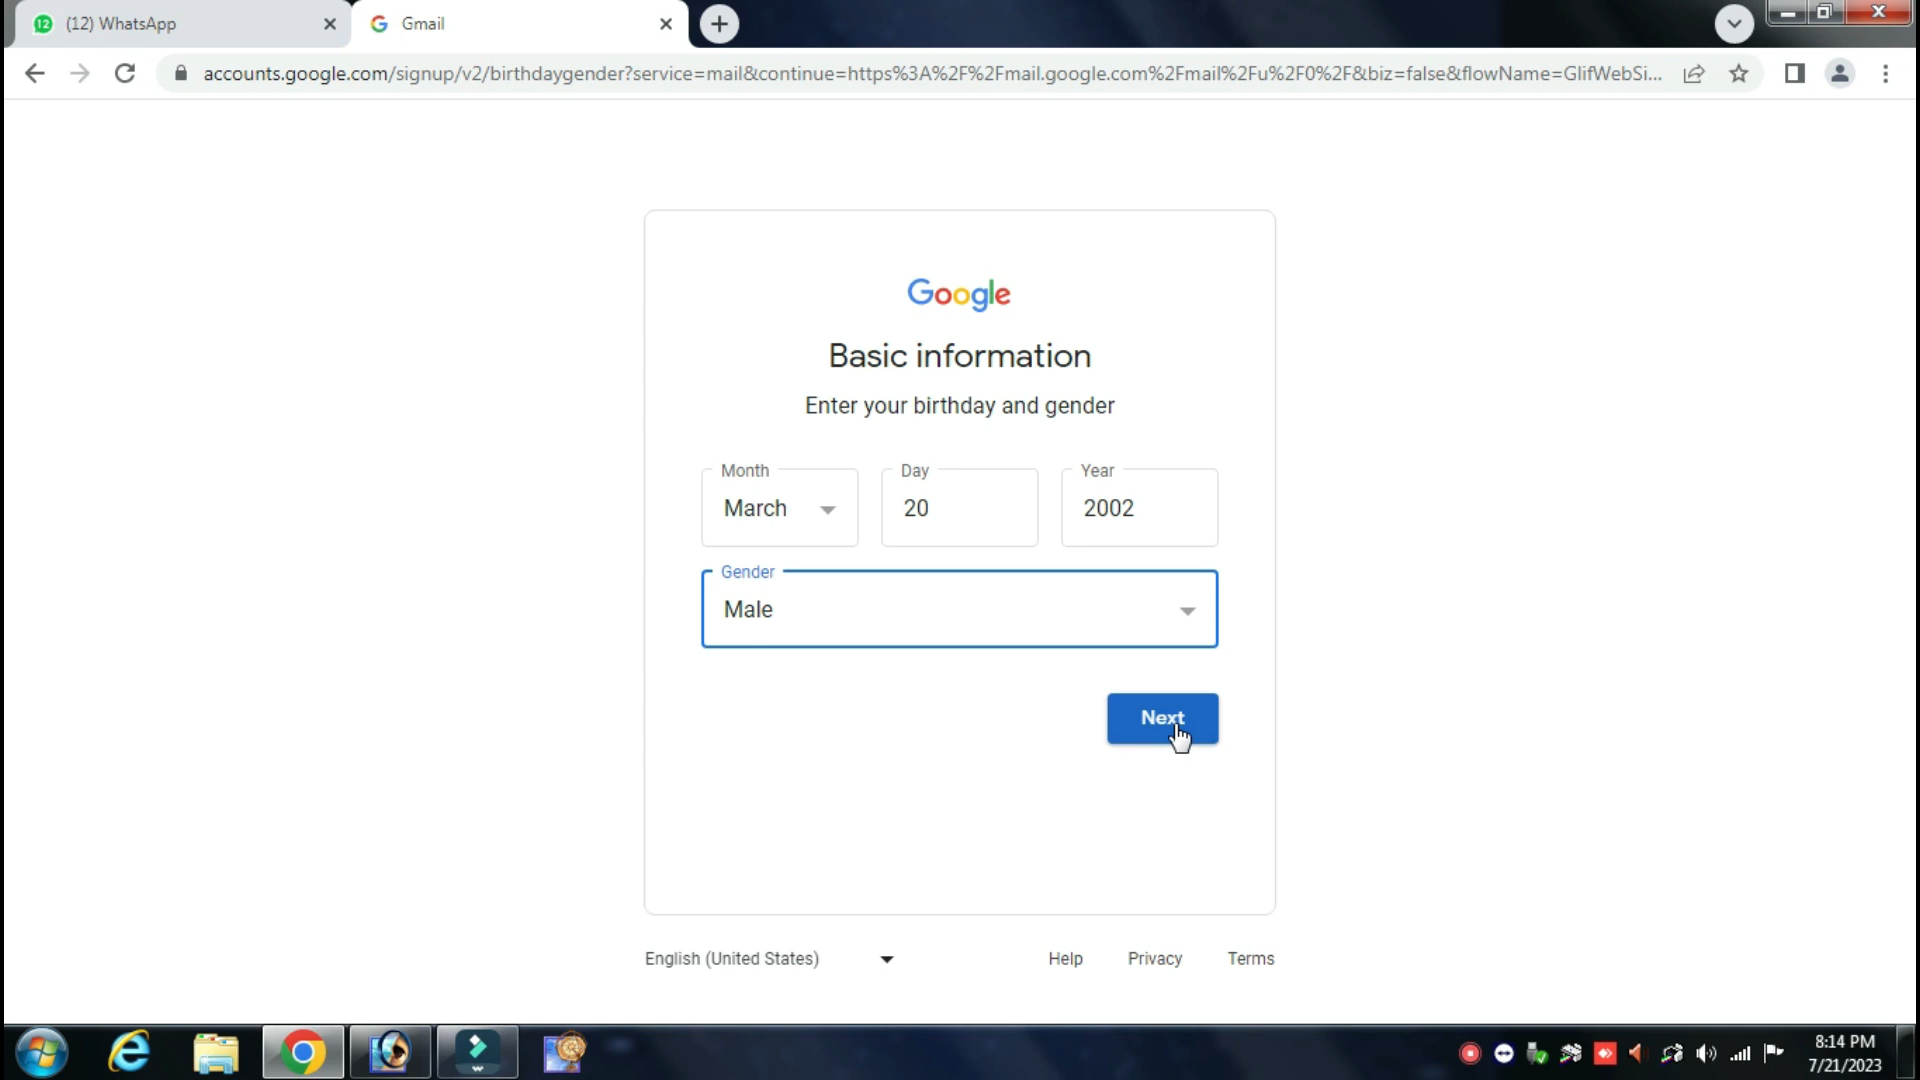 12 (12) WhatsApp
Gmail
accounts.google.com/signup/v2/birthdaygender?service=mail&continue=https%3A%2F%2Fmail.google.com%2Fmail%2Fu%2F0%2F&biz=false&flowName=GlifWebSi...
Google
Basic information
Enter your birthday and gender
Month Day Year
March 20 2002
Gender
Male
Next
English (United States) Help Privacy Terms
8:14 PM
7/21/2023